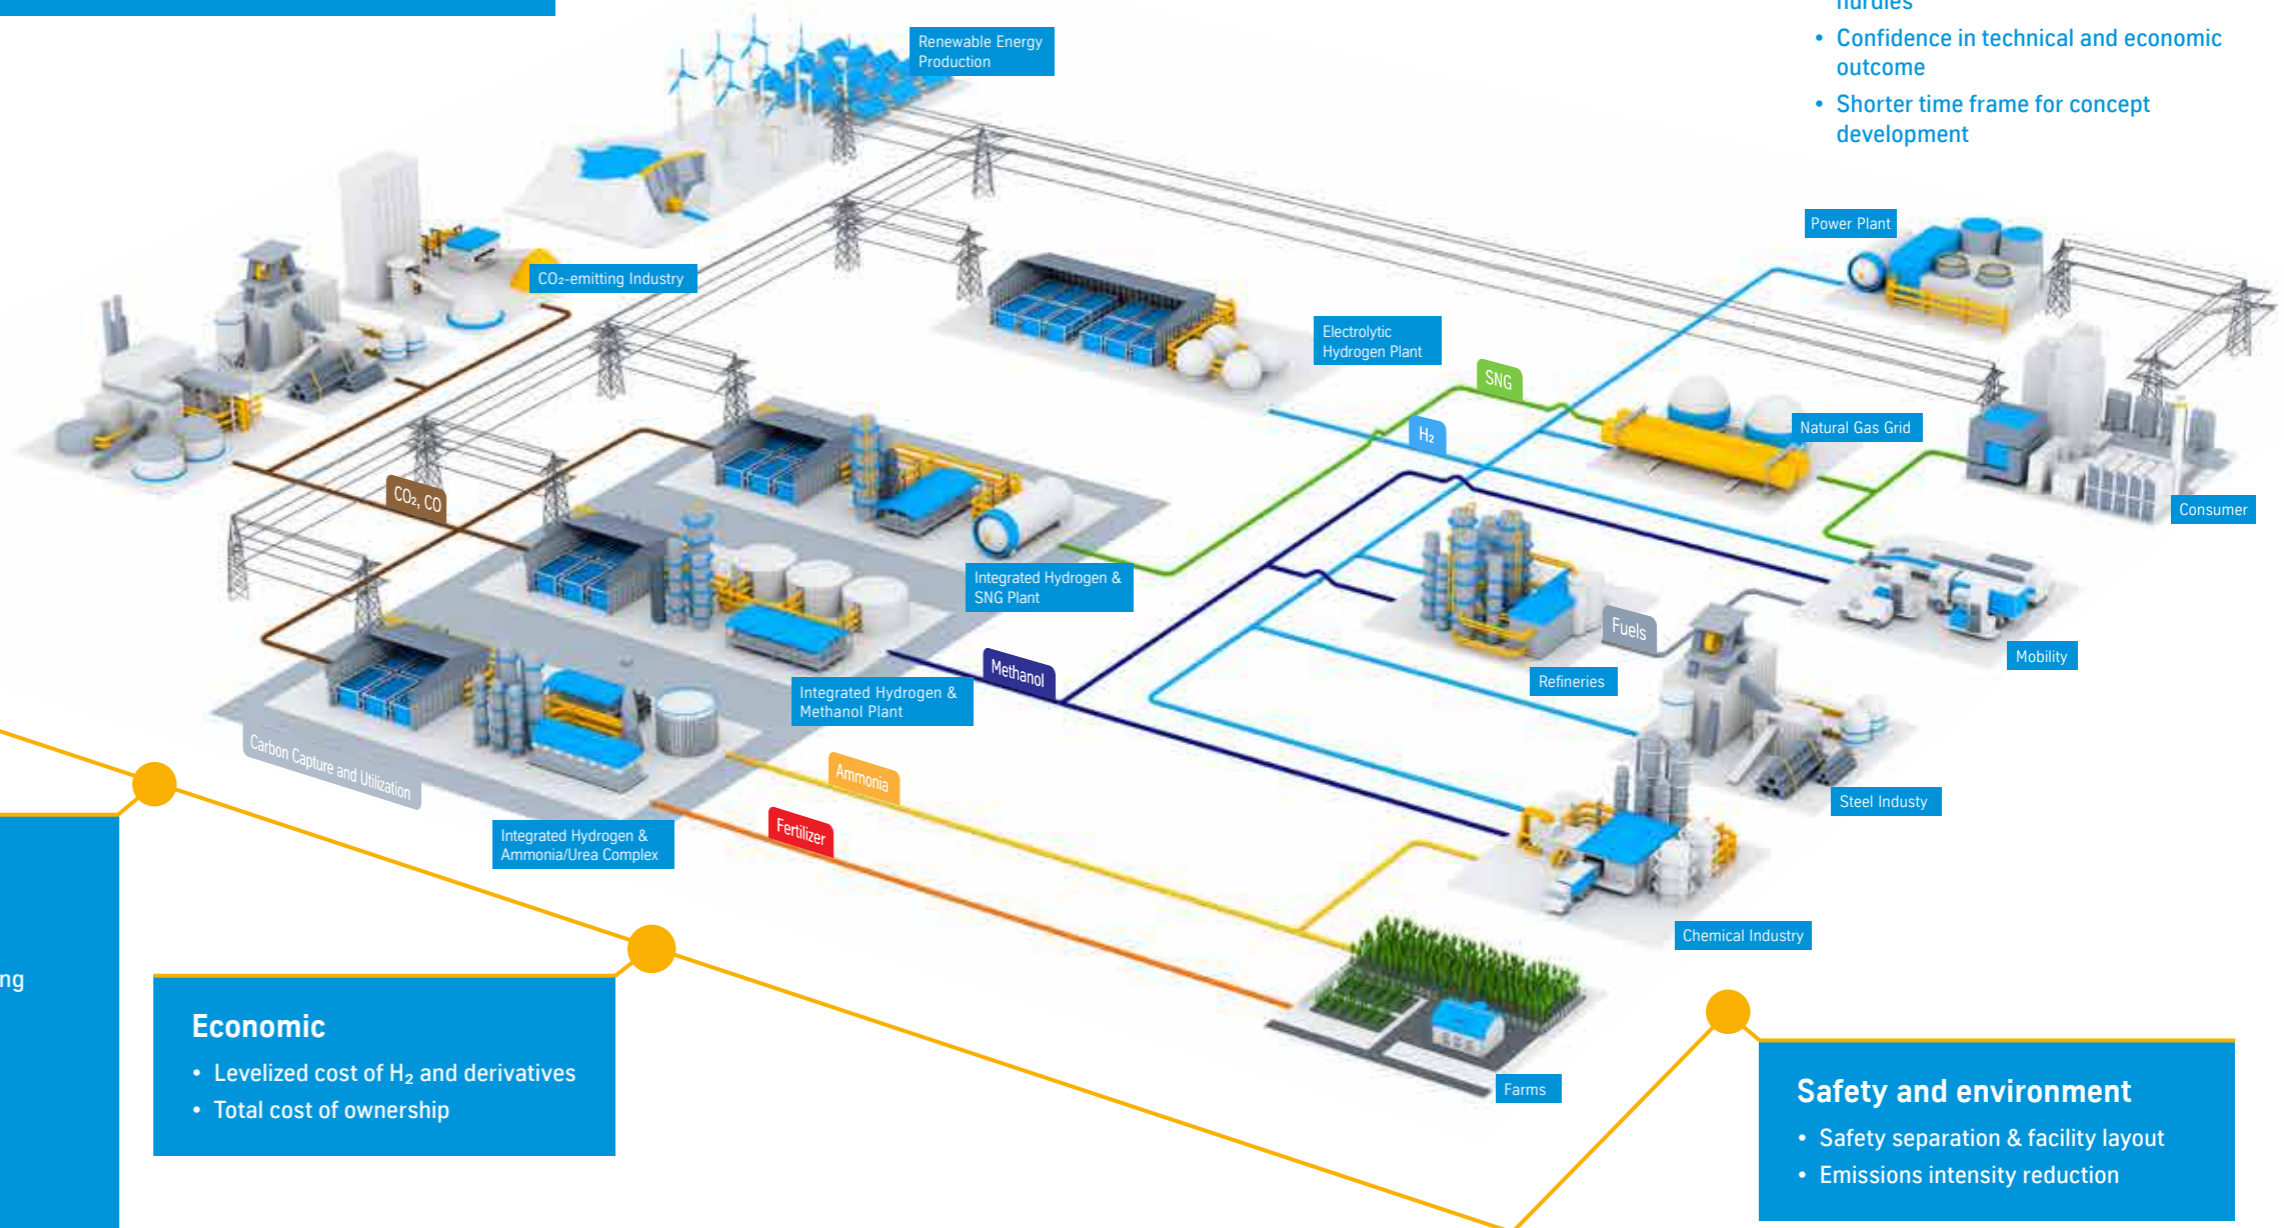 hurdles
• Confidence in technical and economic
outcome
• Shorter time frame for concept
development
Renewable Energy
Production
Power Plant
CO₂-emitting Industry
Electrolytic
Hydrogen Plant
SNG
H₂
Natural Gas Grid
CO₂, CO
Consumer
Integrated Hydrogen &
SNG Plant
Fuels
Mobility
Methanol
Refineries
Integrated Hydrogen &
Methanol Plant
Carbon Capture and Utilization
Ammonia
Steel Industy
Fertilizer
Integrated Hydrogen &
Ammonia/Urea Complex
Chemical Industry
Farms
ng
Economic
• Levelized cost of H₂ and derivatives
• Total cost of ownership
Safety and environment
• Safety separation & facility layout
• Emissions intensity reduction